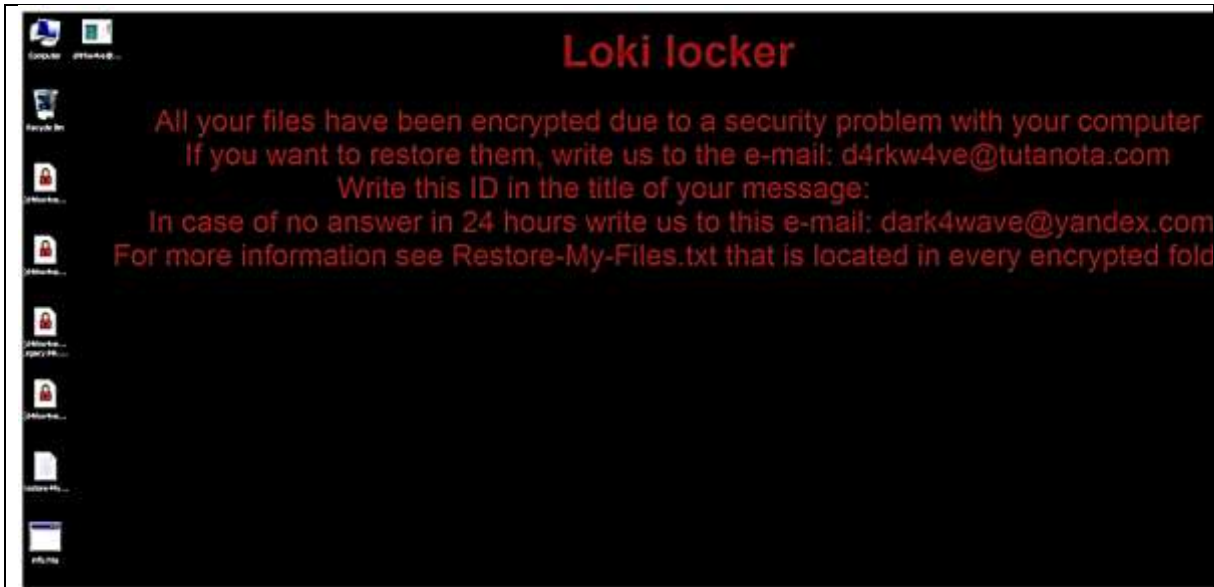 Loki locker
All your files have been encrypted due to a security problem with your computer
If you want to restore them, write us to the e-mail: d4rkw4ve@tutanota.com
Write this ID in the title of your message:
In case of no answer in 24 hours write us to this e-mail: dark4wave@yandex.com
For more information see Restore-My-Files.txt that is located in every encrypted fold
Computer
Recycle Bin